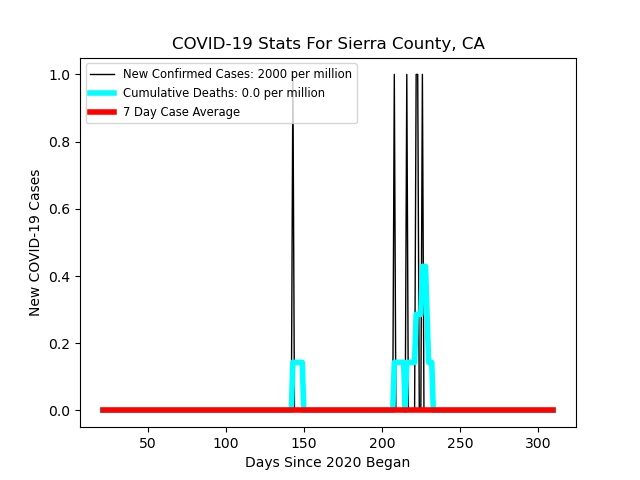 COVID-19 Stats For Sierra County, CA
New Confirmed Cases: 2000 per million
Cumulative Deaths: 0.0 per million
7 Day Case Average
1.0
0.8
0.6
0.4
0.2
0.0
New COVID-19 Cases
50 100 150 200 250 300
Days Since 2020 Began